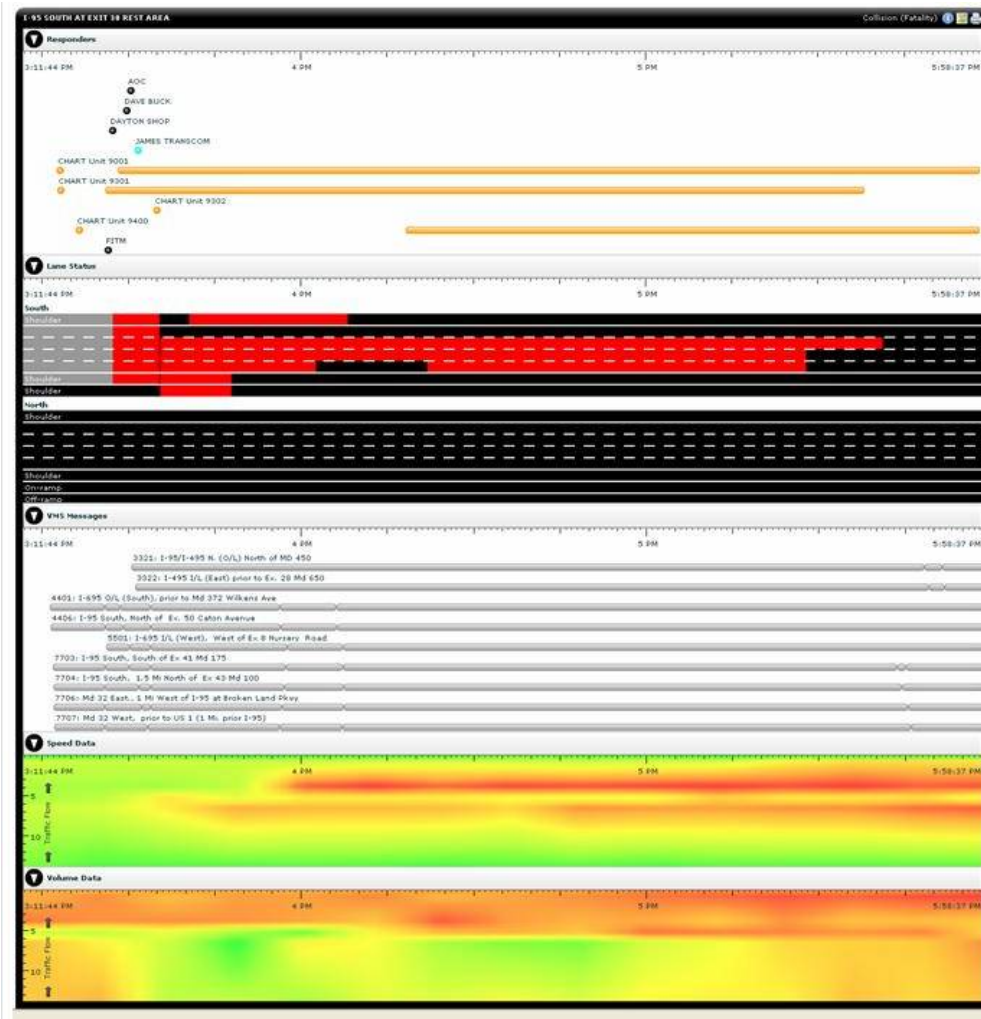 I-95 SOUTH AT EXIT 38 REST AREA Collision (Fatality)
Responders
3:11:44 PM 4 PM 5 PM 5:58:37 PM
AOC
DAVE BUCK
DAYTON SHOP
JAMES TRANSCOM
CHART Unit 9001
CHART Unit 9301
CHART Unit 9302
CHART Unit 9400
FITM
Lane Status
3:11:44 PM 4 PM 5 PM 5:58:37 PM
South
Shoulder
Shoulder
Shoulder
North
Shoulder
Shoulder
On-ramp
Off-ramp
VMS Messages
3:11:44 PM 4 PM 5 PM 5:58:37 PM
3321: I-95/I-495 N. (O/L) North of MD 450
3322: I-495 I/L (East) prior to Ex. 28 Md 650
4401: I-695 O/L (South), prior to Md 372 Wilkens Ave
4406: I-95 South, North of Ex. 50 Caton Avenue
5501: I-695 I/L (West), West of Ex 8 Nursery Road
7703: I-95 South, South of Ex 41 Md 175
7704: I-95 South, 1.5 Mi North of Ex 43 Md 100
7706: Md 32 East.. 1 Mi West of I-95 at Broken Land Pkwy
7707: Md 32 West, prior to US 1 (1 Mi. prior I-95)
Speed Data
3:11:44 PM 4 PM 5 PM 5:58:37 PM
5
Traffic Flow
10
Volume Data
3:11:44 PM 4 PM 5 PM 5:58:37 PM
5
Traffic Flow
10